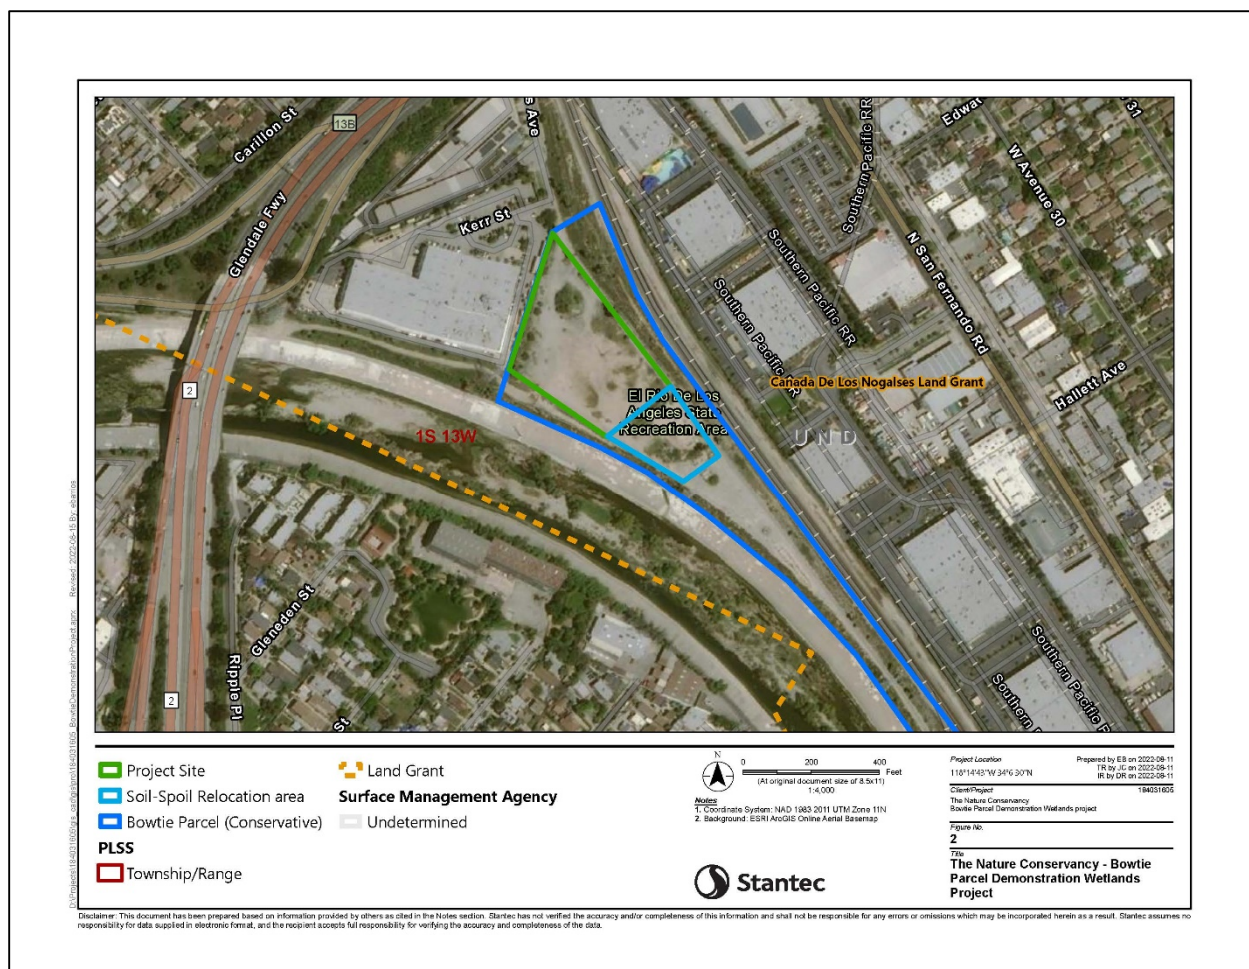 Carillon St
13B
s Ave
Edwar
31
Glendale Fwy
Kerr St
Southern Pacific RR
W Avenue 30
N San Fernando Rd
Southern Pacific RR
Southern Pacific RR
Hallett Ave
Canada De Los Nogalses Land Grant
El Rio De Los
Angeles State
Recreation Area
UND
2
1S 13W
Gleneden St
Ripple Pl
St
2
Southern Pacific R
Southern P
Project Site
Soil-Spoil Relocation area
Bowtie Parcel (Conservative)
PLSS
Township/Range
Land Grant
Surface Management Agency
Undetermined
N
0 200 400
Feet
(At original document size of 8.5x11)
1:4,000
Notes
1. Coordinate System: NAD 1983 2011 UTM Zone 11N
2. Background: ESRI ArcGIS Online Aerial Basemap
Stantec
Project Location
118°14'43"W 34°6'30"N
Prepared by EB on 2022-08-11
TR by JC on 2022-08-11
IR by DR on 2022-08-11
Client/Project 184031605
The Nature Conservancy
Bowtie Parcel Demonstration Wetlands project
Figure No.
2
Title
The Nature Conservancy - Bowtie
Parcel Demonstration Wetlands
Project
Revised: 2022-08-15 By: ebarrios
Disclaimer: This document has been prepared based on information provided by others as cited in the Notes section. Stantec has not verified the accuracy and/or completeness of this information and shall not be responsible for any errors or omissions which may be incorporated herein as a result. Stantec assumes no
responsibility for data supplied in electronic format, and the recipient accepts full responsibility for verifying the accuracy and completeness of the data.